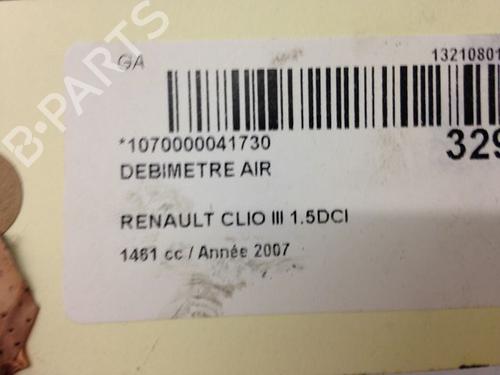 GA
13210801
*1070000041730
329
DEBIMETRE AIR
RENAULT CLIO III 1.5DCI
1461 cc / Année 2007
B-PARTS